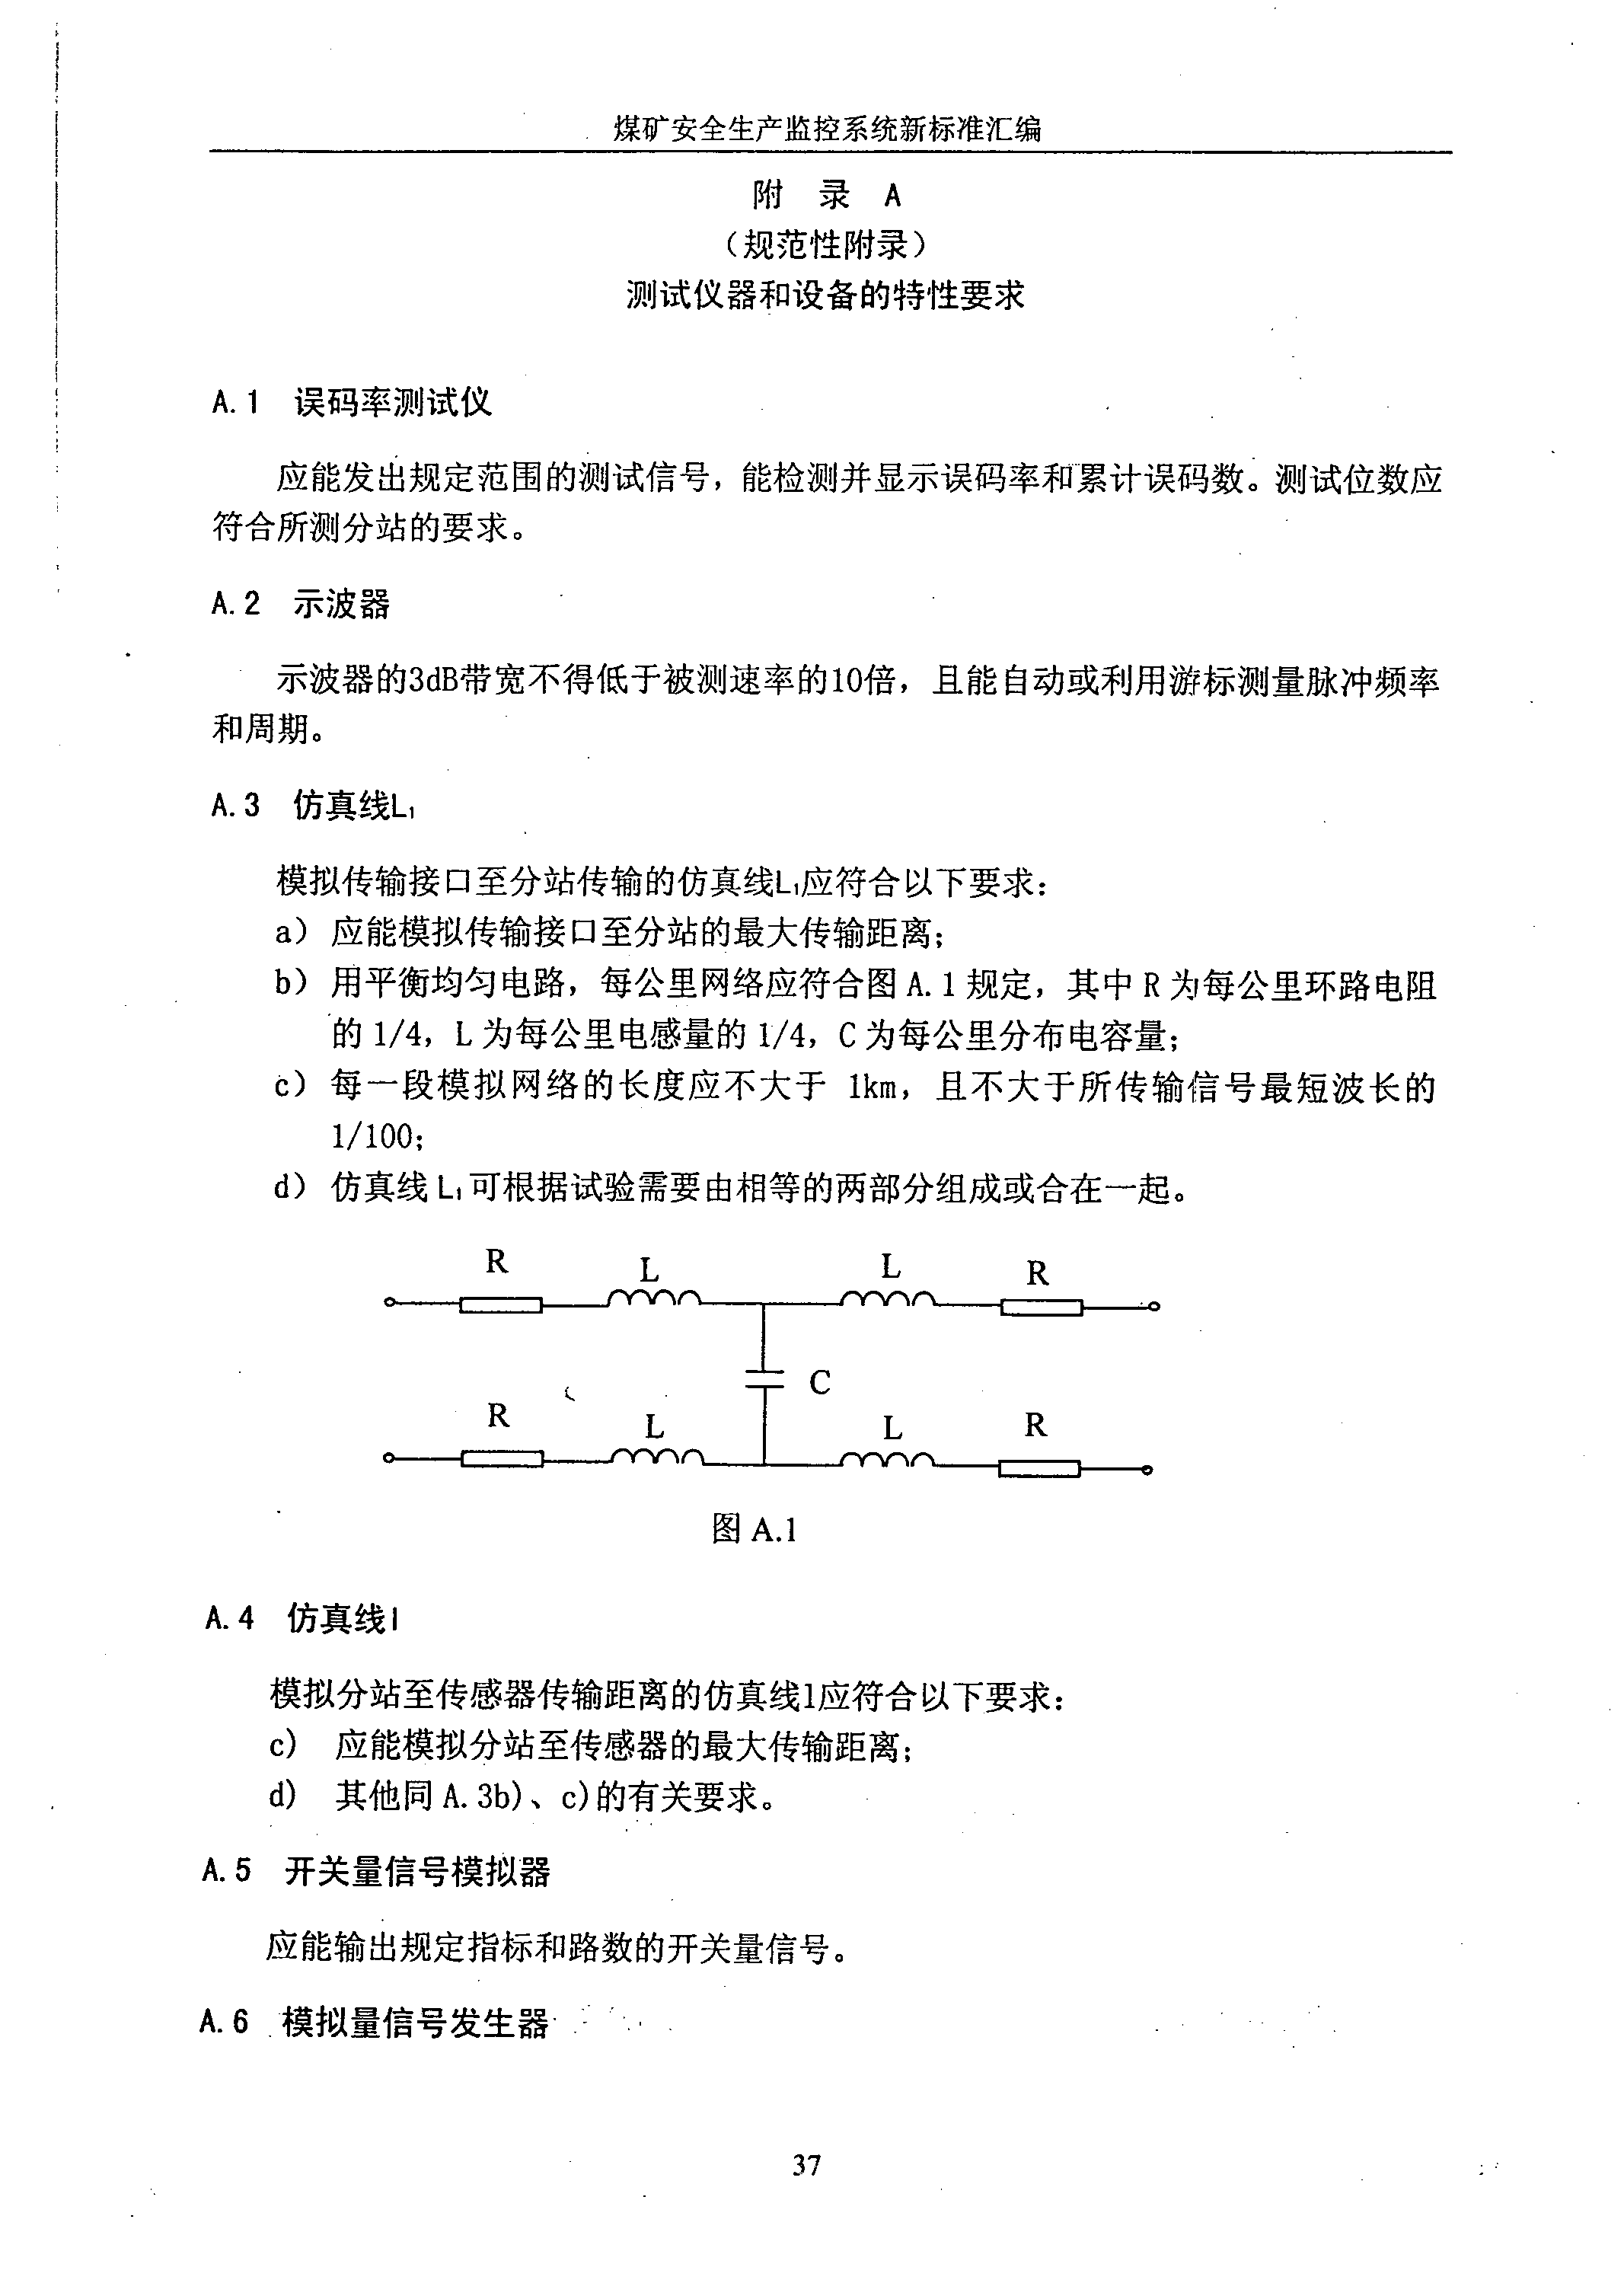 煤矿安全生产监控系统新标准汇编
附 录 A
（规范性附录）
测试仪器和设备的特性要求
A.1 误码率测试仪
应能发出规定范围的测试信号，能检测并显示误码率和累计误码数。测试位数应
符合所测分站的要求。
A.2 示波器
示波器的3dB带宽不得低于被测速率的10倍，且能自动或利用游标测量脉冲频率
和周期。
A.3 仿真线L₁
模拟传输接口至分站传输的仿真线L₁应符合以下要求：
a） 应能模拟传输接口至分站的最大传输距离；
b） 用平衡均匀电路，每公里网络应符合图 A.1 规定，其中 R 为每公里环路电阻
的 1/4，L 为每公里电感量的 1/4，C 为每公里分布电容量；
c） 每一段模拟网络的长度应不大于 1km，且不大于所传输信号最短波长的
1/100；
d） 仿真线 L₁ 可根据试验需要由相等的两部分组成或合在一起。
R L L R
C
R L L R
图 A.1
A.4 仿真线l
模拟分站至传感器传输距离的仿真线l应符合以下要求：
c) 应能模拟分站至传感器的最大传输距离；
d) 其他同 A.3b)、c)的有关要求。
A.5 开关量信号模拟器
应能输出规定指标和路数的开关量信号。
A.6 模拟量信号发生器
37